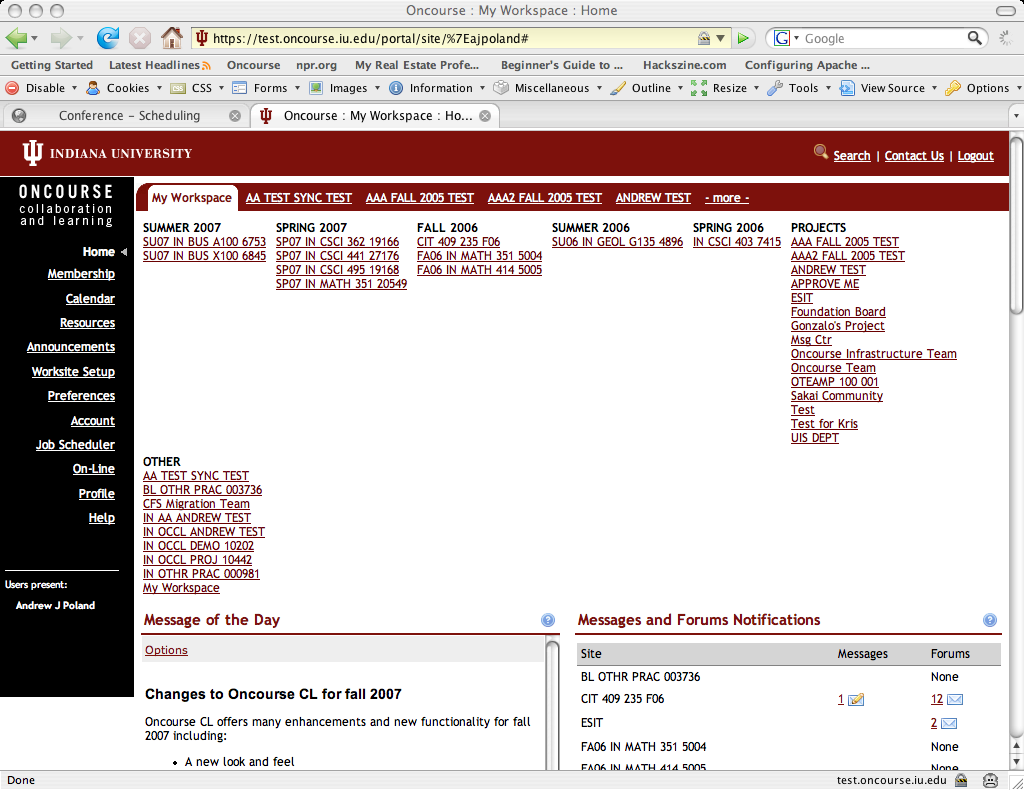 Oncourse : My Workspace : Home
https://test.oncourse.iu.edu/portal/site/%7Eajpoland#
Google
Getting Started Latest Headlines Oncourse npr.org My Real Estate Profe... Beginner's Guide to ... Hackszine.com Configuring Apache ...
Disable Cookies CSS Forms Images Information Miscellaneous Outline Resize Tools View Source Options
Conference – Scheduling Oncourse : My Workspace : Ho...
INDIANA UNIVERSITY
Search | Contact Us | Logout
ONCOURSE
collaboration
and learning
Home
Membership
Calendar
Resources
Announcements
Worksite Setup
Preferences
Account
Job Scheduler
On-Line
Profile
Help
Users present:
Andrew J Poland
My Workspace AA TEST SYNC TEST AAA FALL 2005 TEST AAA2 FALL 2005 TEST ANDREW TEST - more -
SUMMER 2007
SU07 IN BUS A100 6753
SU07 IN BUS X100 6845
SPRING 2007
SP07 IN CSCI 362 19166
SP07 IN CSCI 441 27176
SP07 IN CSCI 495 19168
SP07 IN MATH 351 20549
FALL 2006
CIT 409 235 F06
FA06 IN MATH 351 5004
FA06 IN MATH 414 5005
SUMMER 2006
SU06 IN GEOL G135 4896
SPRING 2006
IN CSCI 403 7415
PROJECTS
AAA FALL 2005 TEST
AAA2 FALL 2005 TEST
ANDREW TEST
APPROVE ME
ESIT
Foundation Board
Gonzalo's Project
Msg Ctr
Oncourse Infrastructure Team
Oncourse Team
OTEAMP 100 001
Sakai Community
Test
Test for Kris
UIS DEPT
OTHER
AA TEST SYNC TEST
BL OTHR PRAC 003736
CFS Migration Team
IN AA ANDREW TEST
IN OCCL ANDREW TEST
IN OCCL DEMO 10202
IN OCCL PROJ 10442
IN OTHR PRAC 000981
My Workspace
Message of the Day
Options
Changes to Oncourse CL for fall 2007
Oncourse CL offers many enhancements and new functionality for fall
2007 including:
• A new look and feel
Messages and Forums Notifications
Site Messages Forums
BL OTHR PRAC 003736 None
CIT 409 235 F06 1 12
ESIT 2
FA06 IN MATH 351 5004 None
FA06 IN MATH 414 5005 None
Done
test.oncourse.iu.edu